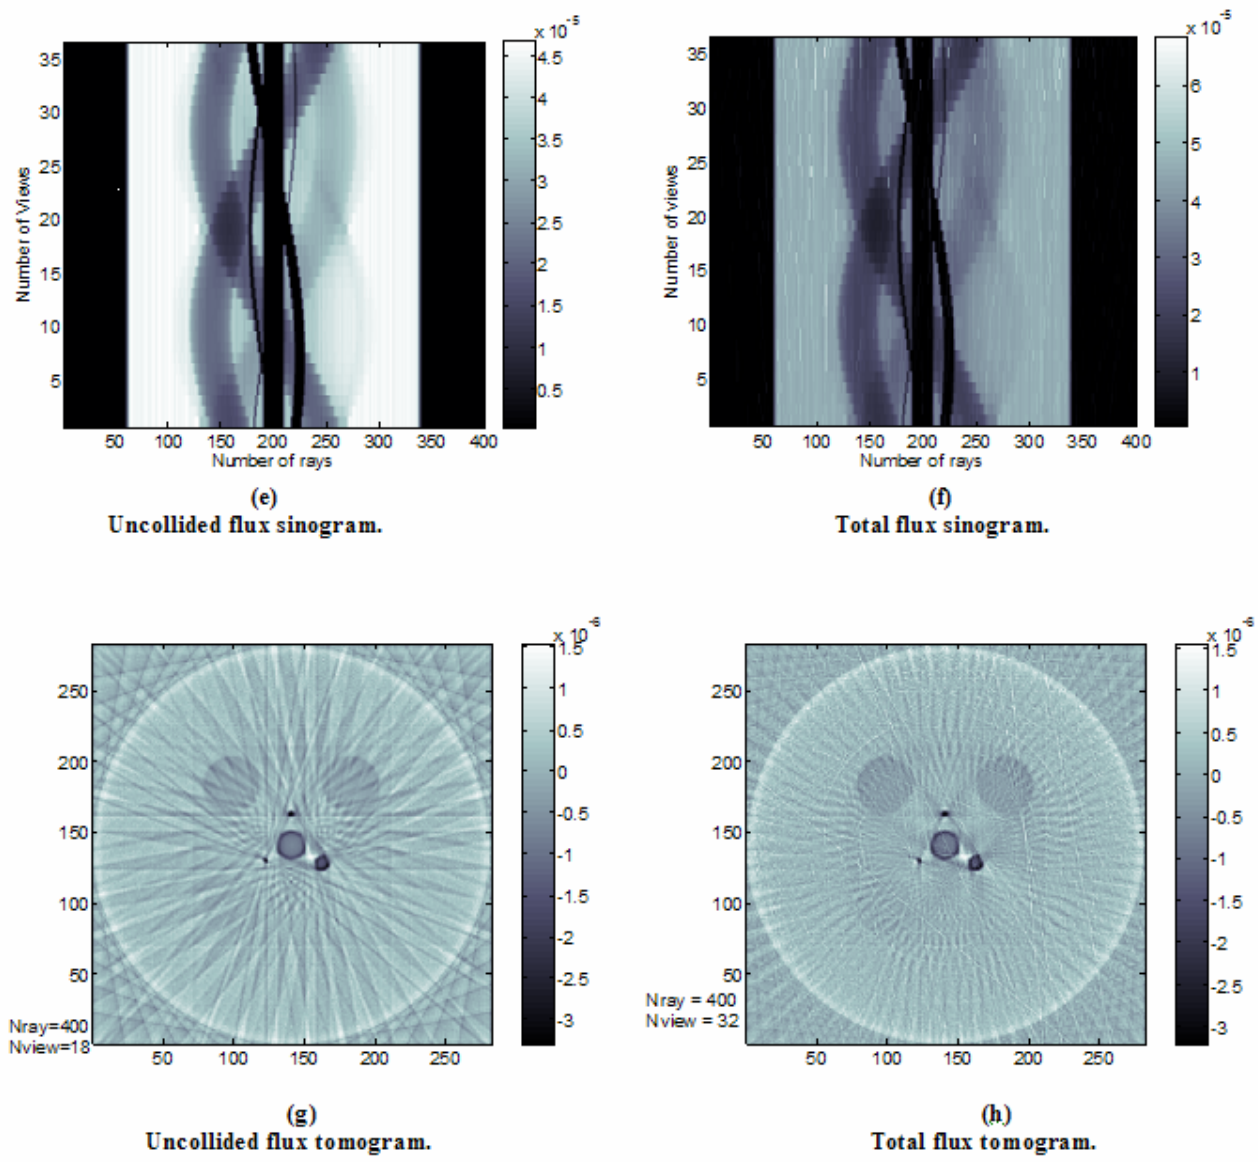 x 10⁻⁵
x 10⁻⁵
35
30
25
20
15
10
5
Number of Views
50 100 150 200 250 300 350 400
Number of rays
4.5
4
3.5
3
2.5
2
1.5
1
0.5
35
30
25
20
15
10
5
Number of Views
50 100 150 200 250 300 350 400
Number of rays
6
5
4
3
2
1
(e)
Uncollided flux sinogram.
(f)
Total flux sinogram.
x 10⁻⁶
250
200
150
100
50
50 100 150 200 250
Nray=400
Nview=18
1.5
1
0.5
0
-0.5
-1
-1.5
-2
-2.5
-3
x 10⁻⁶
250
200
150
100
50
50 100 150 200 250
Nray = 400
Nview = 32
1.5
1
0.5
0
-0.5
-1
-1.5
-2
-2.5
-3
(g)
Uncollided flux tomogram.
(h)
Total flux tomogram.